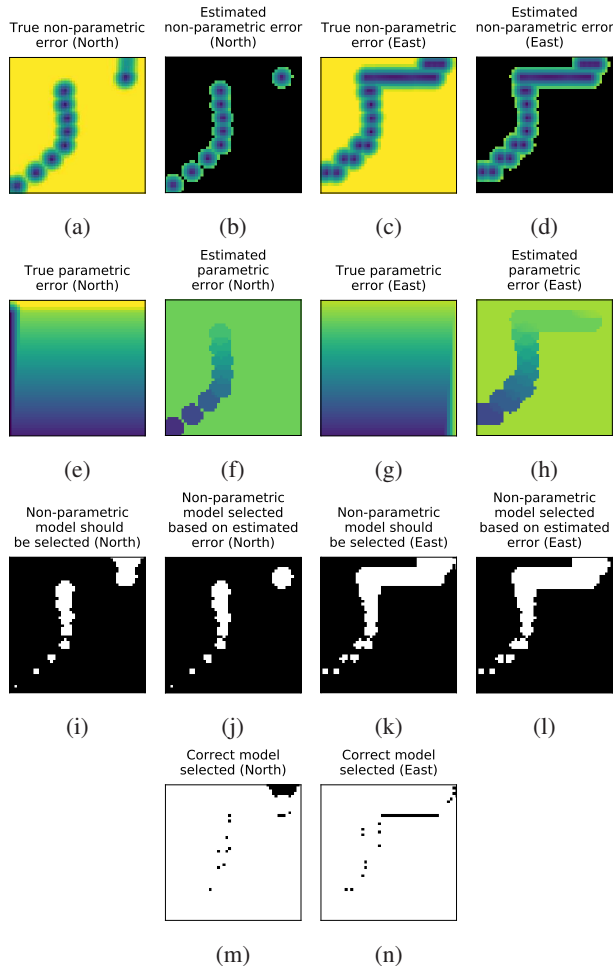 True non-parametric
error (North)
Estimated
non-parametric error
(North)
True non-parametric
error (East)
Estimated
non-parametric error
(East)
(a)
(b)
(c)
(d)
True parametric
error (North)
Estimated
parametric
error (North)
True parametric
error (East)
Estimated
parametric
error (East)
(e)
(f)
(g)
(h)
Non-parametric
model should
be selected (North)
Non-parametric
model selected
based on estimated
error (North)
Non-parametric
model should
be selected (East)
Non-parametric
model selected
based on estimated
error (East)
(i)
(j)
(k)
(l)
Correct model
selected (North)
Correct model
selected (East)
(m)
(n)